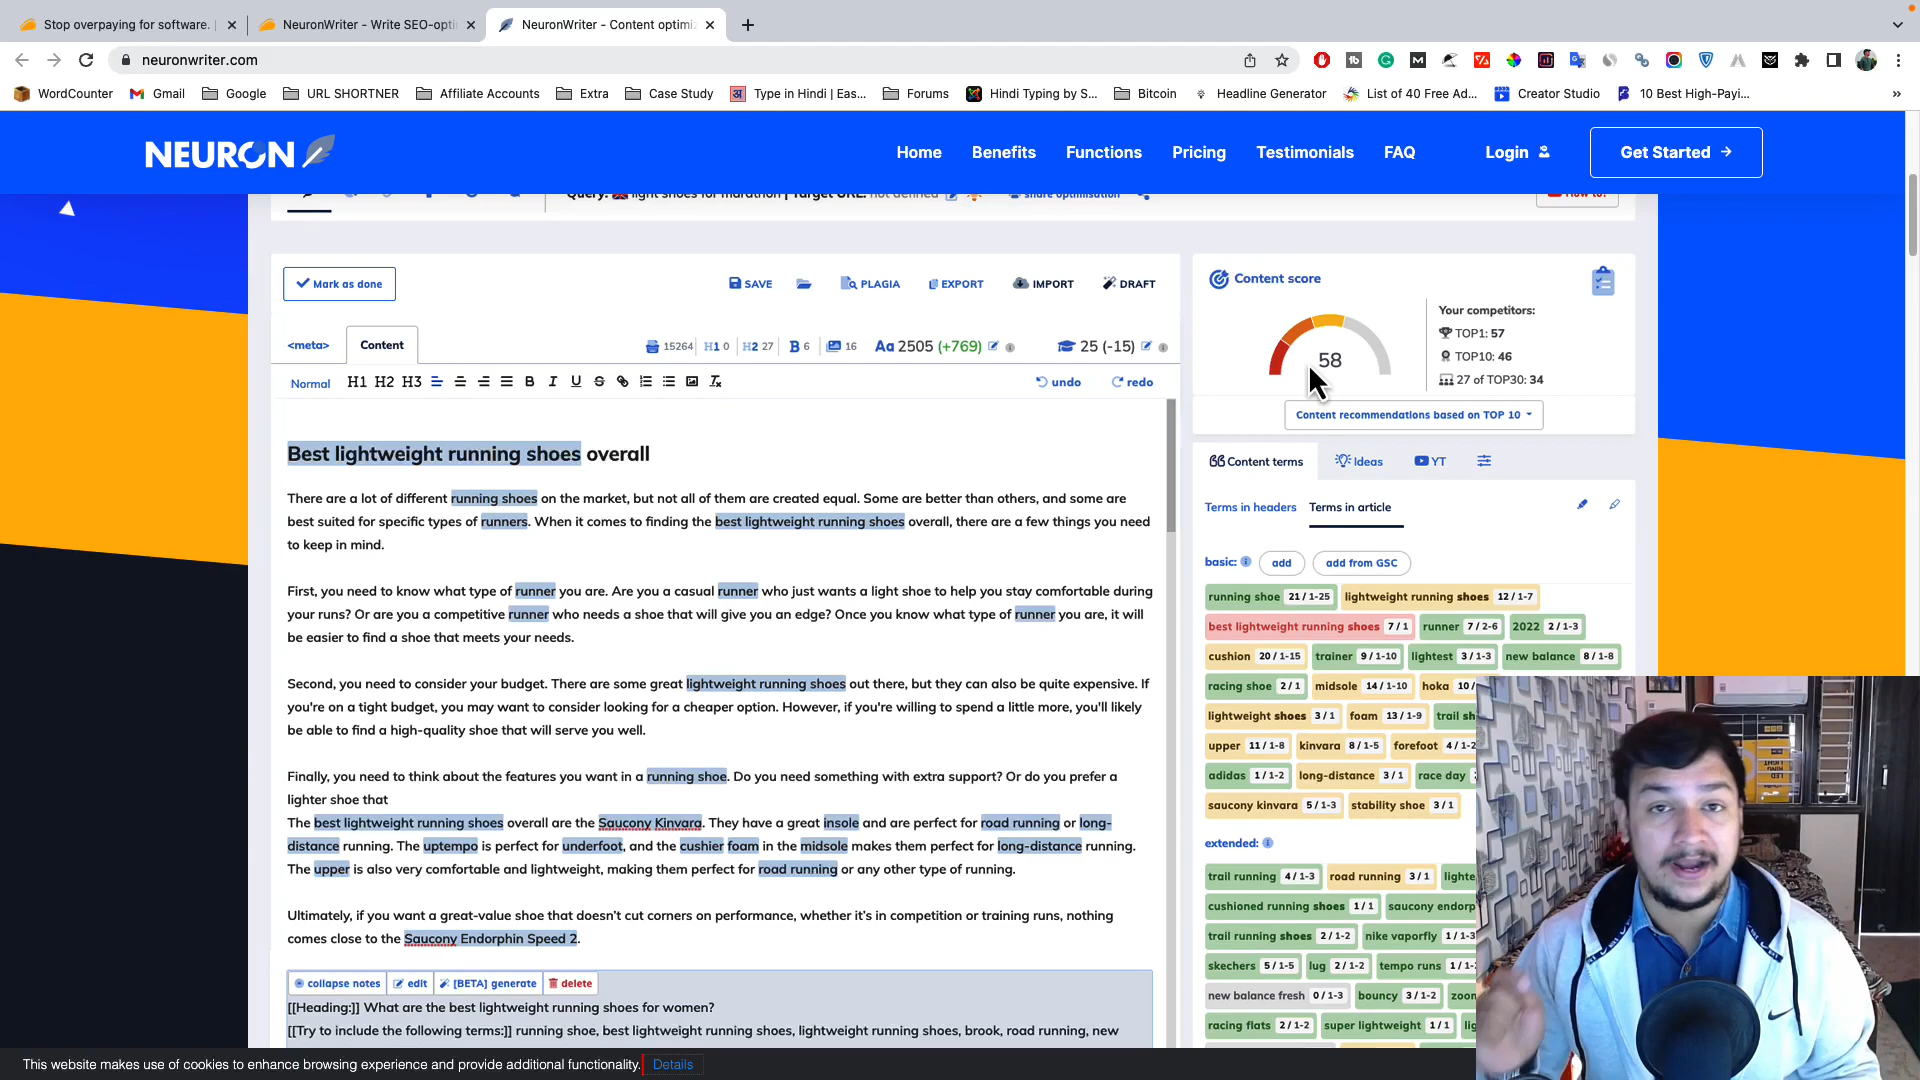 Stop overpaying for software.
NeuronWriter - Write SEO-opti
NeuronWriter - Content optimi
neuronwriter.com
WordCounter
Gmail
Google
URL SHORTNER
Affiliate Accounts
Extra
Case Study
Type in Hindi | Eas...
Forums
Hindi Typing by S...
Bitcoin
Headline Generator
List of 40 Free Ad...
Creator Studio
10 Best High-Payi...
NEURON
Home
Benefits
Functions
Pricing
Testimonials
FAQ
Login
Get Started
Query: light shoes for marathon | Target URL: not defined
share optimisation
How to?
Mark as done
SAVE
PLAGIA
EXPORT
IMPORT
DRAFT
<meta>
Content
15264
H1 0
H2 27
B 6
16
Aa 2505 (+769)
25 (-15)
Normal
H1 H2 H3
undo
redo
Best lightweight running shoes overall
There are a lot of different running shoes on the market, but not all of them are created equal. Some are better than others, and some are
best suited for specific types of runners. When it comes to finding the best lightweight running shoes overall, there are a few things you need
to keep in mind.
First, you need to know what type of runner you are. Are you a casual runner who just wants a light shoe to help you stay comfortable during
your runs? Or are you a competitive runner who needs a shoe that will give you an edge? Once you know what type of runner you are, it will
be easier to find a shoe that meets your needs.
Second, you need to consider your budget. There are some great lightweight running shoes out there, but they can also be quite expensive. If
you're on a tight budget, you may want to consider looking for a cheaper option. However, if you're willing to spend a little more, you'll likely
be able to find a high-quality shoe that will serve you well.
Finally, you need to think about the features you want in a running shoe. Do you need something with extra support? Or do you prefer a
lighter shoe that
The best lightweight running shoes overall are the Saucony Kinvara. They have a great insole and are perfect for road running or long-
distance running. The uptempo is perfect for underfoot, and the cushier foam in the midsole makes them perfect for long-distance running.
The upper is also very comfortable and lightweight, making them perfect for road running or any other type of running.
Ultimately, if you want a great-value shoe that doesn't cut corners on performance, whether it's in competition or training runs, nothing
comes close to the Saucony Endorphin Speed 2.
collapse notes
edit
[BETA] generate
delete
[[Heading:]] What are the best lightweight running shoes for women?
[[Try to include the following terms:]] running shoe, best lightweight running shoes, lightweight running shoes, brook, road running, new
Content score
58
Your competitors:
TOP1: 57
TOP10: 46
27 of TOP30: 34
Content recommendations based on TOP 10
Content terms
Ideas
YT
Terms in headers
Terms in article
basic:
add
add from GSC
running shoe 21 / 1-25
lightweight running shoes 12 / 1-7
best lightweight running shoes 7 / 1
runner 7 / 2-6
2022 2 / 1-3
cushion 20 / 1-15
trainer 9 / 1-10
lightest 3 / 1-3
new balance 8 / 1-8
racing shoe 2 / 1
midsole 14 / 1-10
hoka 10 /
lightweight shoes 3 / 1
foam 13 / 1-9
trail sh
upper 11 / 1-8
kinvara 8 / 1-5
forefoot 4 / 1-2
adidas 1 / 1-2
long-distance 3 / 1
race day
saucony kinvara 5 / 1-3
stability shoe 3 / 1
extended:
trail running 4 / 1-3
road running 3 / 1
lighte
cushioned running shoes 1 / 1
saucony endorp
trail running shoes 2 / 1-2
nike vaporfly 1 / 1-3
skechers 5 / 1-5
lug 2 / 1-2
tempo runs 1 / 1-
new balance fresh 0 / 1-3
bouncy 3 / 1-2
zoon
racing flats 2 / 1-2
super lightweight 1 / 1
lig
This website makes use of cookies to enhance browsing experience and provide additional functionality.
Details